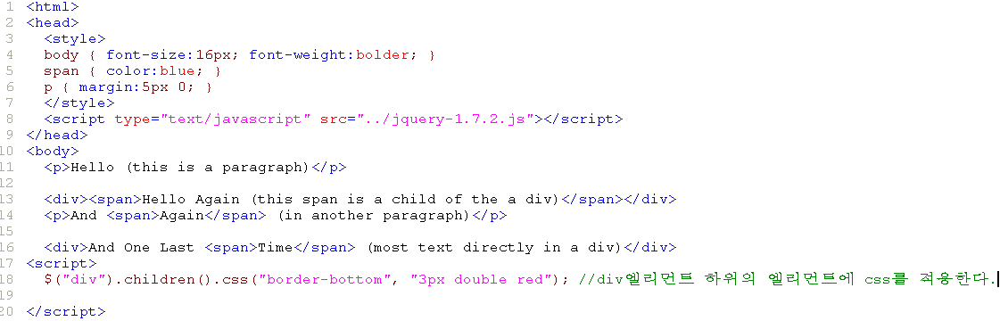 1 <html>
2 <head>
3 <style>
4 body { font-size:16px; font-weight:bolder; }
5 span { color:blue; }
6 p { margin:5px 0; }
7 </style>
8 <script type="text/javascript" src="../jquery-1.7.2.js"></script>
9 </head>
10 <body>
11 <p>Hello (this is a paragraph)</p>
12
13 <div><span>Hello Again (this span is a child of the a div)</span></div>
14 <p>And <span>Again</span> (in another paragraph)</p>
15
16 <div>And One Last <span>Time</span> (most text directly in a div)</div>
17 <script>
18 $("div").children().css("border-bottom", "3px double red"); //div엘리먼트 하위의 엘리먼트에 css를 적용한다.
19
20 </script>